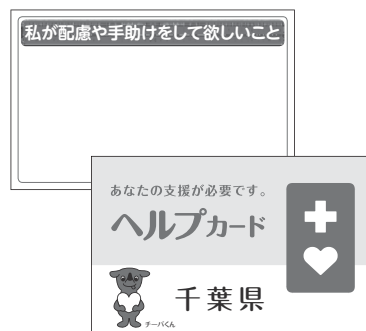 私が配慮や手助けをして欲しいこと
あなたの支援が必要です。
ヘルプカード
千葉県
チーバくん